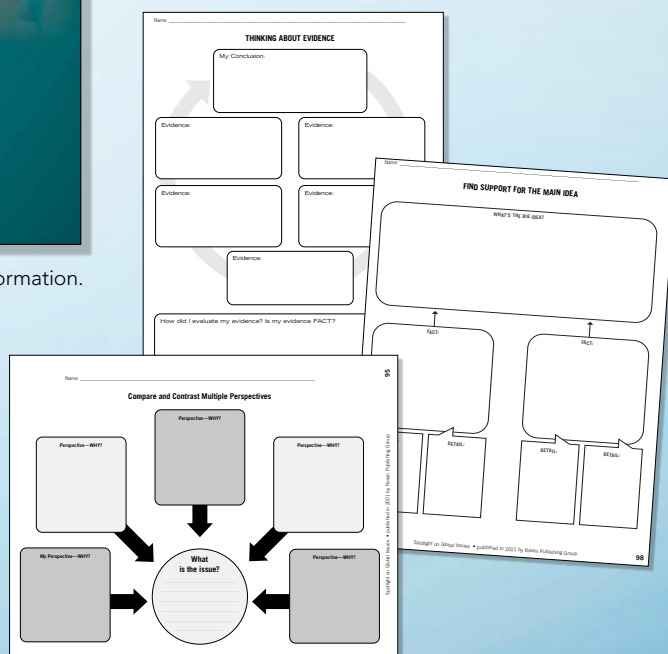 Name
THINKING ABOUT EVIDENCE
My Conclusion:
Evidence:
Evidence:
Evidence:
Evidence:
Evidence:
How did I evaluate my evidence? Is my evidence FACT?
ormation.
Name
FIND SUPPORT FOR THE MAIN IDEA
WHAT'S THE BIG IDEA?
FACT:
FACT:
DETAIL:
DETAIL:
DETAIL:
Spotlight on Global Issues • published in 2021 by Rosen Publishing Group
98
Name
95
Compare and Contrast Multiple Perspectives
Perspective—WHY?
Perspective—WHY?
Perspective—WHY?
My Perspective—WHY?
What
is the issue?
Perspective—WHY?
Spotlight on Global Issues • published in 2021 by Rosen Publishing Group